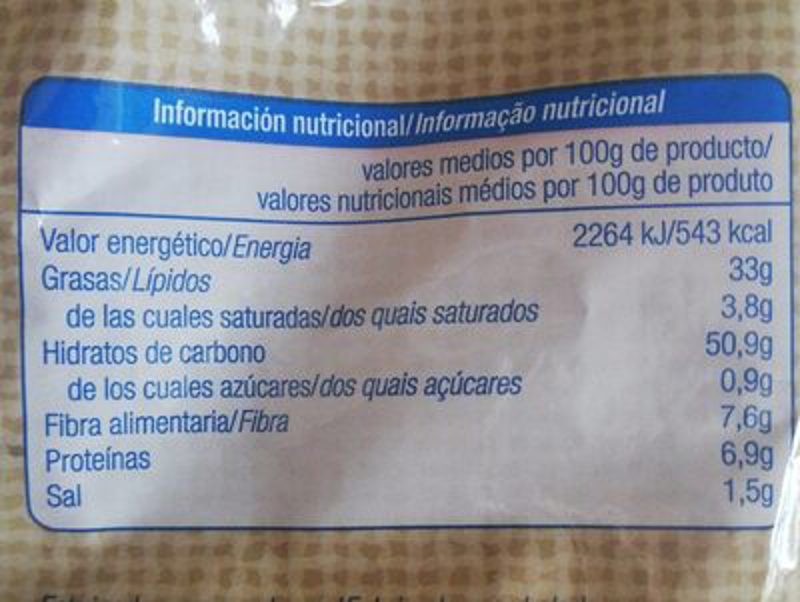 Información nutricional/Informação nutricional
valores medios por 100g de producto/
valores nutricionais médios por 100g de produto
Valor energético/Energia 2264 kJ/543 kcal
Grasas/Lípidos 33g
de las cuales saturadas/dos quais saturados 3,8g
Hidratos de carbono 50,9g
de los cuales azúcares/dos quais açúcares 0,9g
Fibra alimentaria/Fibra 7,6g
Proteínas 6,9g
Sal 1,5g